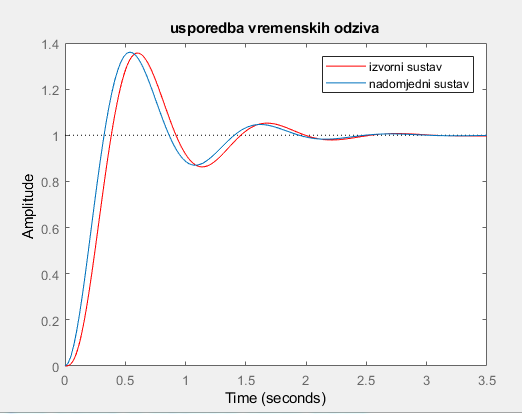 usporedba vremenskih odziva
izvorni sustav
nadomjedni sustav
Amplitude
1.4
1.2
1
0.8
0.6
0.4
0.2
0
0 0.5 1 1.5 2 2.5 3 3.5
Time (seconds)